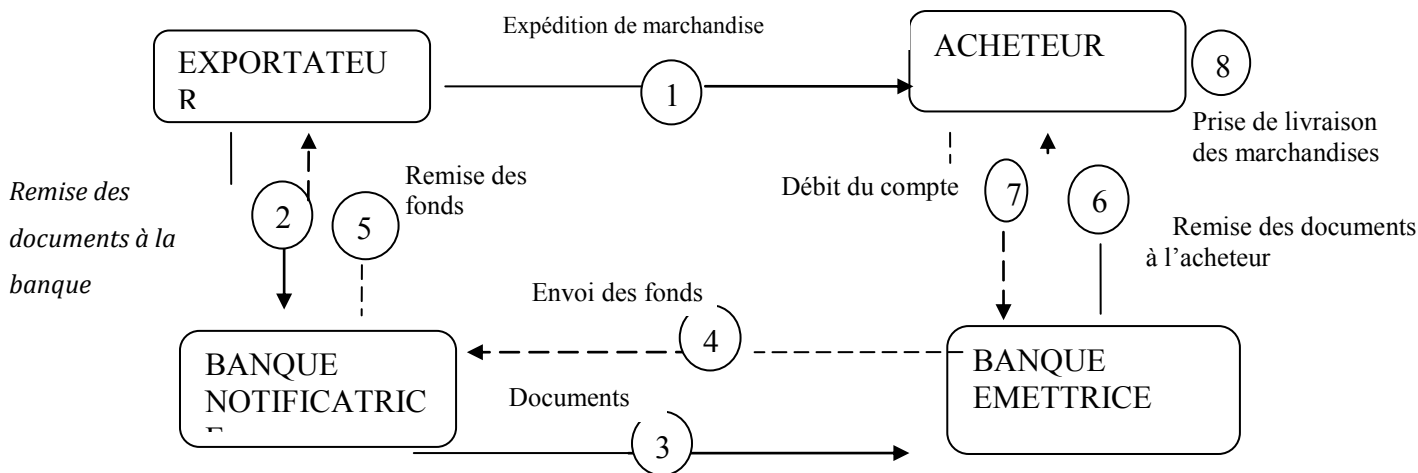 Expédition de marchandise
EXPORTATEU
R
1
ACHETEUR
8
Prise de livraison
des marchandises
Remise des
documents à la
banque
2
5
Remise des
fonds
Débit du compte
7
6
Remise des documents
à l’acheteur
Envoi des fonds
4
BANQUE
NOTIFICATRIC
BANQUE
EMETTRICE
Documents
3